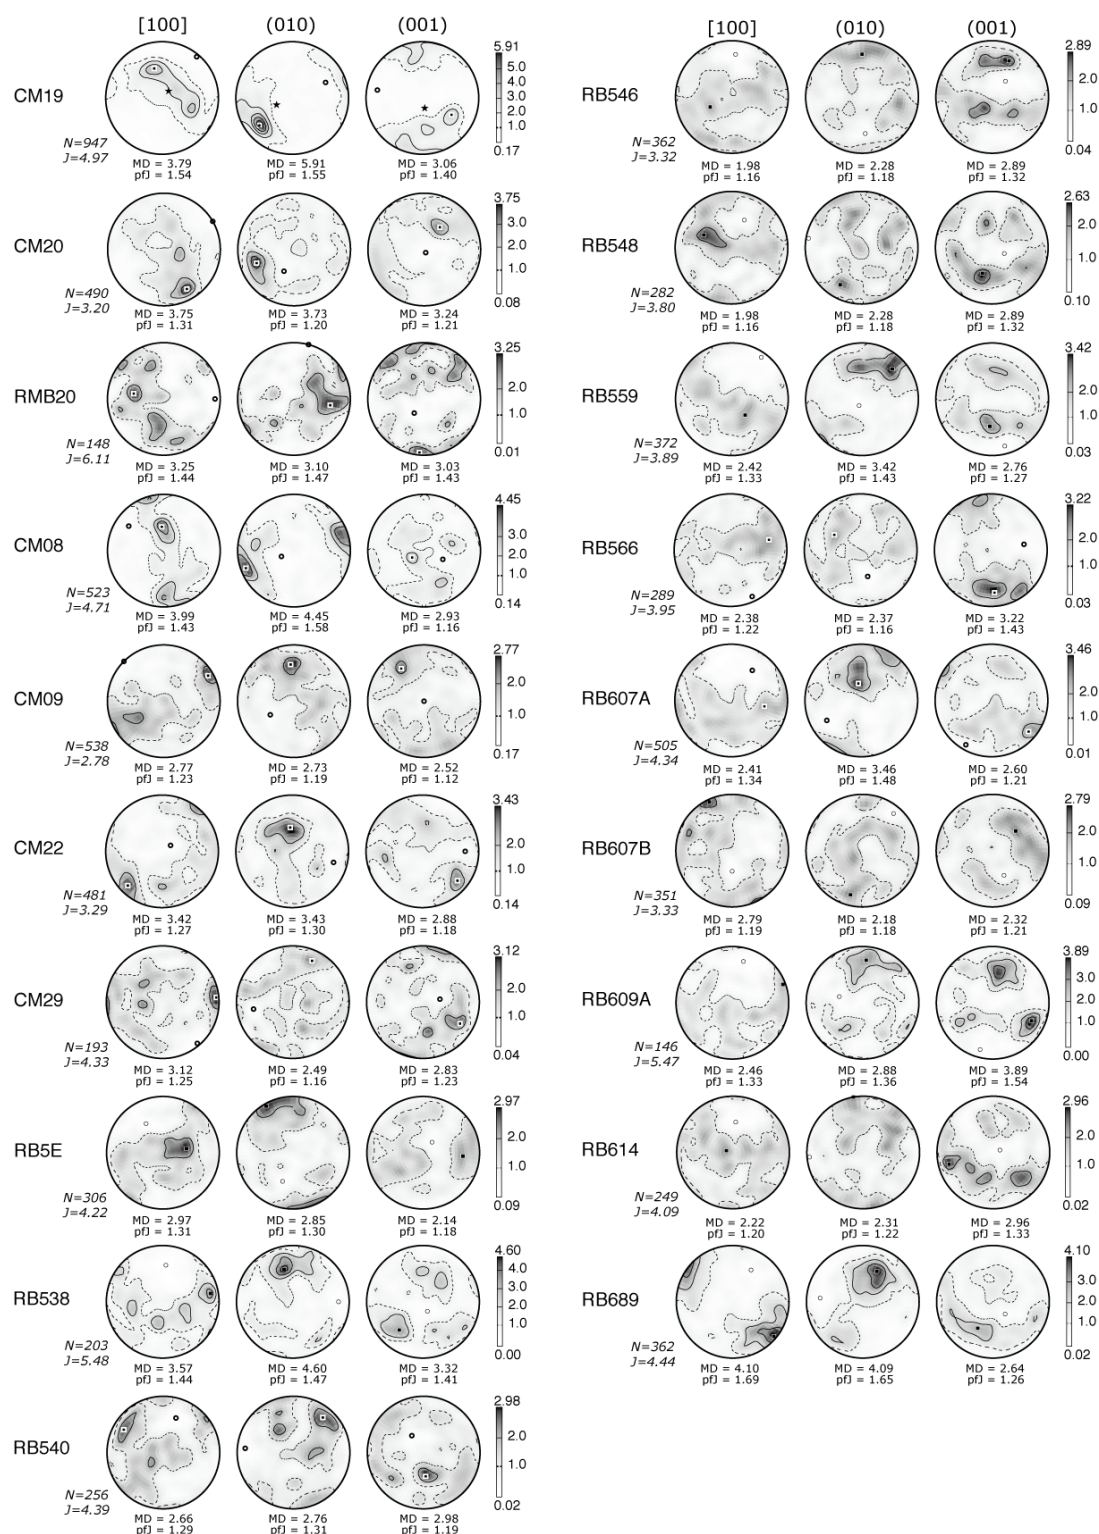 [100] (010) (001)
CM19
N=947
J=4.97
MD = 3.79 MD = 5.91 MD = 3.06
pfJ = 1.54 pfJ = 1.55 pfJ = 1.40
5.91
5.0
4.0
3.0
2.0
1.0
0.17
CM20
N=490
J=3.20
MD = 3.75 MD = 3.73 MD = 3.24
pfJ = 1.31 pfJ = 1.20 pfJ = 1.21
3.75
3.0
2.0
1.0
0.08
RMB20
N=148
J=6.11
MD = 3.25 MD = 3.10 MD = 3.03
pfJ = 1.44 pfJ = 1.47 pfJ = 1.43
3.25
2.0
1.0
0.01
CM08
N=523
J=4.71
MD = 3.99 MD = 4.45 MD = 2.93
pfJ = 1.43 pfJ = 1.58 pfJ = 1.16
4.45
3.0
2.0
1.0
0.14
CM09
N=538
J=2.78
MD = 2.77 MD = 2.73 MD = 2.52
pfJ = 1.23 pfJ = 1.19 pfJ = 1.12
2.77
2.0
1.0
0.17
CM22
N=481
J=3.29
MD = 3.42 MD = 3.43 MD = 2.88
pfJ = 1.27 pfJ = 1.30 pfJ = 1.18
3.43
2.0
1.0
0.14
CM29
N=193
J=4.33
MD = 3.12 MD = 2.49 MD = 2.83
pfJ = 1.25 pfJ = 1.16 pfJ = 1.23
3.12
2.0
1.0
0.04
RB5E
N=306
J=4.22
MD = 2.97 MD = 2.85 MD = 2.14
pfJ = 1.31 pfJ = 1.30 pfJ = 1.18
2.97
2.0
1.0
0.09
RB538
N=203
J=5.48
MD = 3.57 MD = 4.60 MD = 3.32
pfJ = 1.44 pfJ = 1.47 pfJ = 1.41
4.60
4.0
3.0
2.0
1.0
0.00
RB540
N=256
J=4.39
MD = 2.66 MD = 2.76 MD = 2.98
pfJ = 1.29 pfJ = 1.31 pfJ = 1.19
2.98
2.0
1.0
0.02
[100] (010) (001)
RB546
N=362
J=3.32
MD = 1.98 MD = 2.28 MD = 2.89
pfJ = 1.16 pfJ = 1.18 pfJ = 1.32
2.89
2.0
1.0
0.04
RB548
N=282
J=3.80
MD = 1.98 MD = 2.28 MD = 2.89
pfJ = 1.16 pfJ = 1.18 pfJ = 1.32
2.63
2.0
1.0
0.10
RB559
N=372
J=3.89
MD = 2.42 MD = 3.42 MD = 2.76
pfJ = 1.33 pfJ = 1.43 pfJ = 1.27
3.42
2.0
1.0
0.03
RB566
N=289
J=3.95
MD = 2.38 MD = 2.37 MD = 3.22
pfJ = 1.22 pfJ = 1.16 pfJ = 1.43
3.22
2.0
1.0
0.03
RB607A
N=505
J=4.34
MD = 2.41 MD = 3.46 MD = 2.60
pfJ = 1.34 pfJ = 1.48 pfJ = 1.21
3.46
2.0
1.0
0.01
RB607B
N=351
J=3.33
MD = 2.79 MD = 2.18 MD = 2.32
pfJ = 1.19 pfJ = 1.18 pfJ = 1.21
2.79
2.0
1.0
0.09
RB609A
N=146
J=5.47
MD = 2.46 MD = 2.88 MD = 3.89
pfJ = 1.33 pfJ = 1.36 pfJ = 1.54
3.89
3.0
2.0
1.0
0.00
RB614
N=249
J=4.09
MD = 2.22 MD = 2.31 MD = 2.96
pfJ = 1.20 pfJ = 1.22 pfJ = 1.33
2.96
2.0
1.0
0.02
RB689
N=362
J=4.44
MD = 4.10 MD = 4.09 MD = 2.64
pfJ = 1.69 pfJ = 1.65 pfJ = 1.26
4.10
3.0
2.0
1.0
0.02